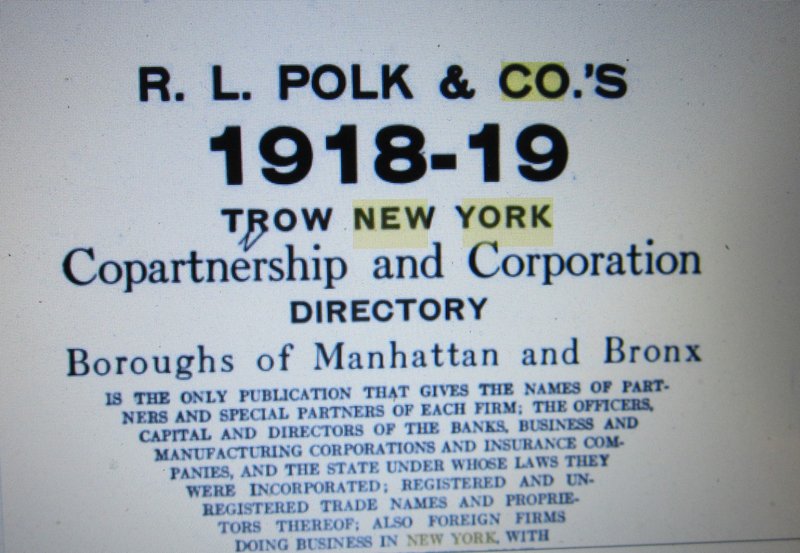 R. L. POLK & CO.'S
1918-19
TROW NEW YORK
Copartnership and Corporation
DIRECTORY
Boroughs of Manhattan and Bronx
IS THE ONLY PUBLICATION THAT GIVES THE NAMES OF PART-
NERS AND SPECIAL PARTNERS OF EACH FIRM; THE OFFICERS,
CAPITAL AND DIRECTORS OF THE BANKS, BUSINESS AND
MANUFACTURING CORPORATIONS AND INSURANCE COM-
PANIES, AND THE STATE UNDER WHOSE LAWS THEY
WERE INCORPORATED; REGISTERED AND UN-
REGISTERED TRADE NAMES AND PROPRIE-
TORS THEREOF; ALSO FOREIGN FIRMS
DOING BUSINESS IN NEW YORK, WITH